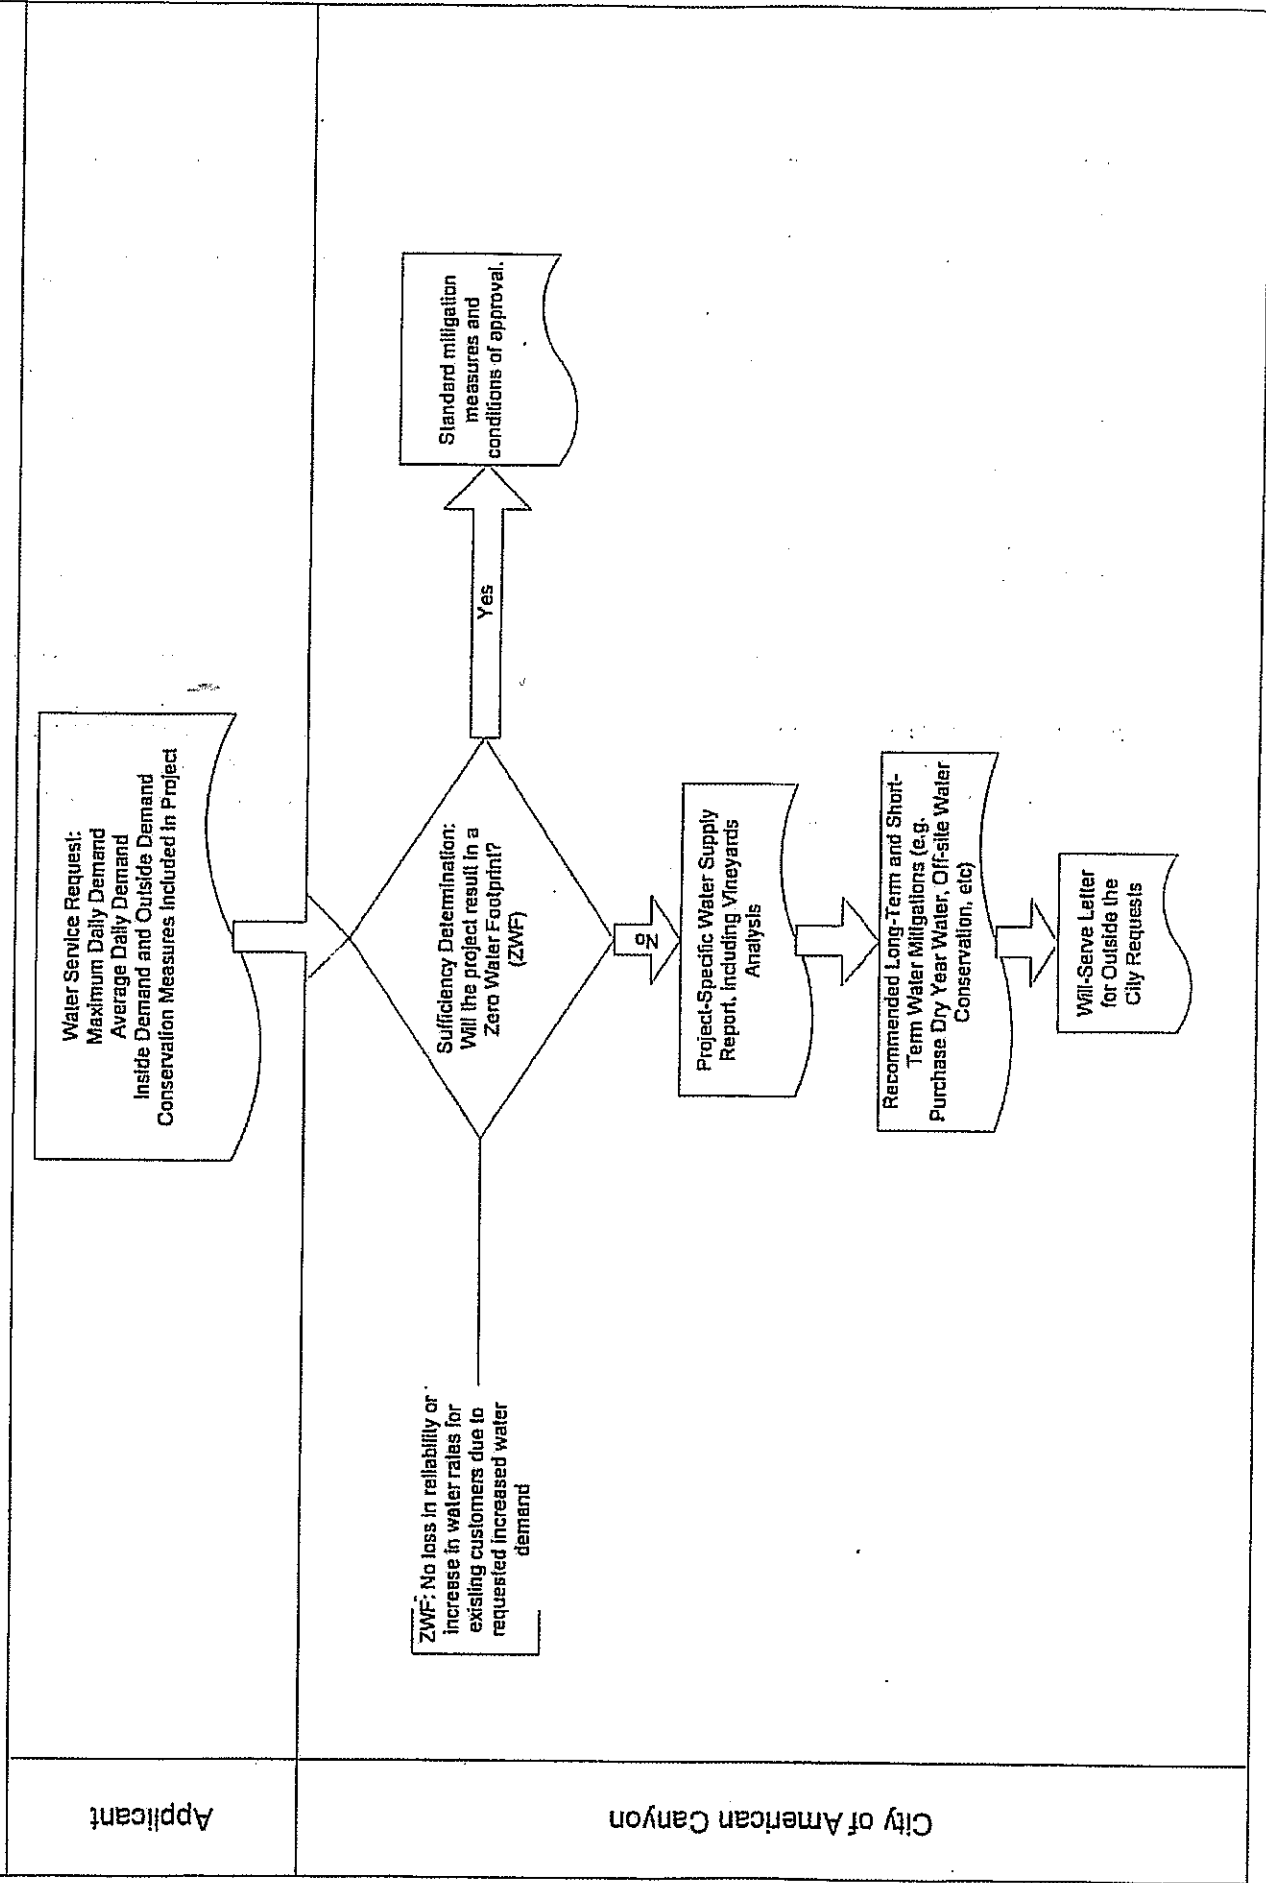 Applicant
Water Service Request:
Maximum Daily Demand
Average Daily Demand
Inside Demand and Outside Demand
Conservation Measures Included in Project
City of American Canyon
ZWF: No loss in reliability or
increase in water rates for
existing customers due to
requested increased water
demand
Sufficiency Determination:
Will the project result in a
Zero Water Footprint?
(ZWF)
Yes
Standard mitigation
measures and
conditions of approval.
No
Project-Specific Water Supply
Report, including Vineyards
Analysis
Recommended Long-Term and Short-
Term Water Mitigations (e.g.
Purchase Dry Year Water, Off-site Water
Conservation, etc)
Will-Serve Letter
for Outside the
City Requests